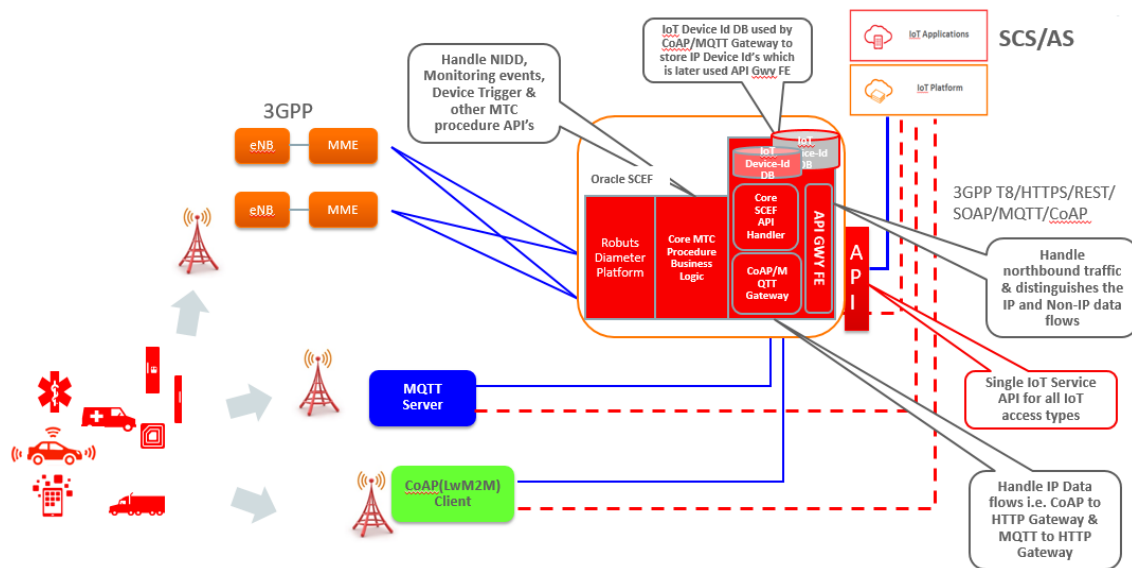 IoT Device Id DB used by
CoAP/MQTT Gateway to
store IP Device Id's which
is later used API Gwy FE
IoT Applications
SCS/AS
IoT Platform
Handle NIDD,
Monitoring events,
Device Trigger &
other MTC
procedure API's
3GPP
eNB
MME
eNB
MME
Oracle SCEF
IoT
Device-Id
DB
IoT
vice-Id
DB
Robuts
Diameter
Platform
Core MTC
Procedure
Business
Logic
Core
SCEF
API
Handler
CoAP/M
QTT
Gateway
API GWY FE
API
3GPP T8/HTTPS/REST/
SOAP/MQTT/CoAP
Handle
northbound traffic
& distinguishes the
IP and Non-IP data
flows
Single IoT Service
API for all IoT
access types
MQTT
Server
CoAP(LwM2M)
Client
Handle IP Data
flows i.e. CoAP to
HTTP Gateway &
MQTT to HTTP
Gateway